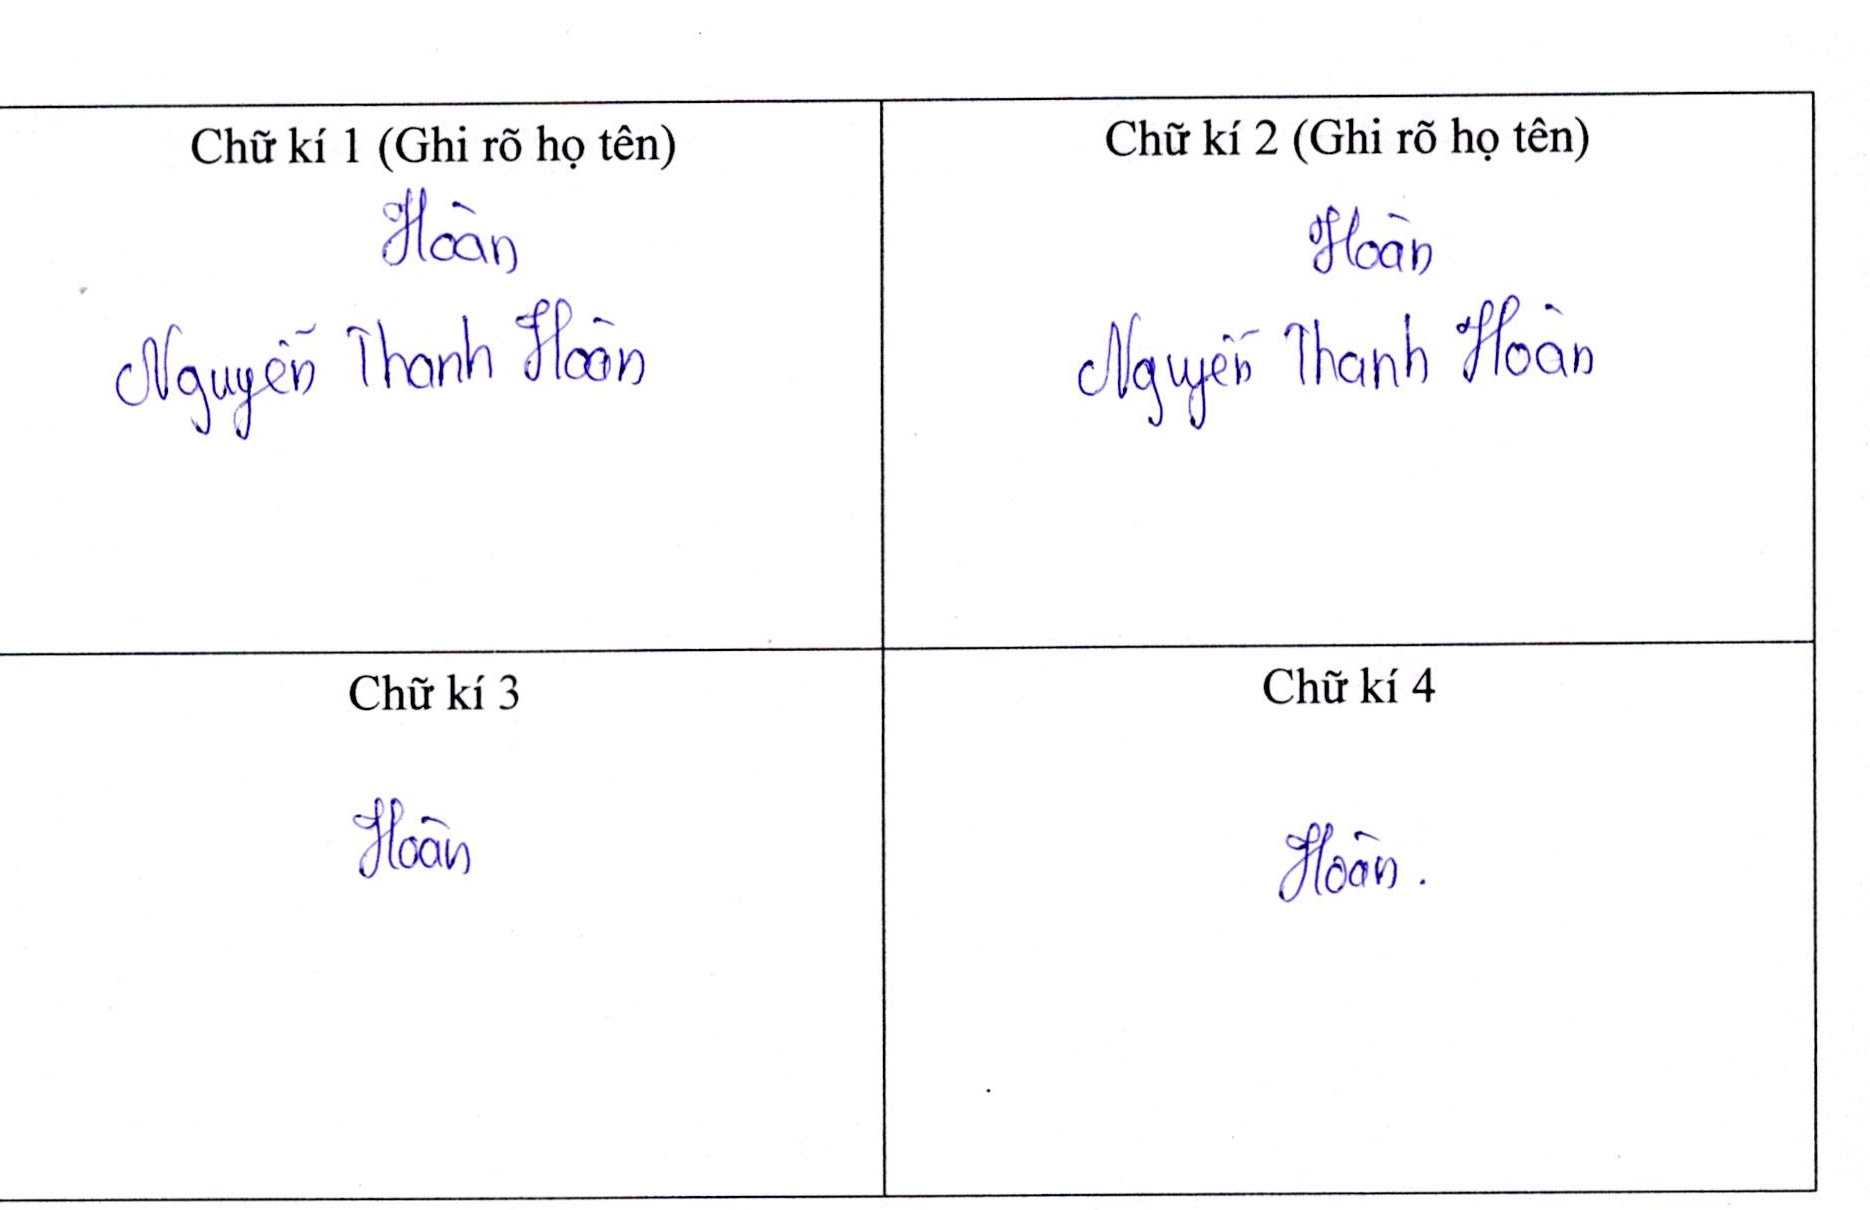 Chữ kí 1 (Ghi rõ họ tên)
Hoàn
Nguyễn Thanh Hoàn
Chữ kí 2 (Ghi rõ họ tên)
Hoàn
Nguyễn Thanh Hoàn
Chữ kí 3
Hoàn
Chữ kí 4
Hoàn.